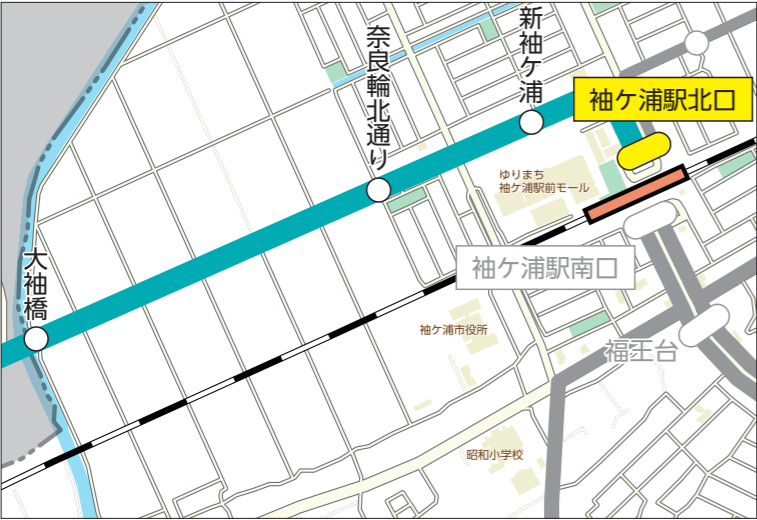 新袖ケ浦
奈良輪北通り
袖ケ浦駅北口
ゆりまち
袖ケ浦駅前モール
大袖橋
袖ケ浦駅南口
袖ケ浦市役所
福王台
昭和小学校